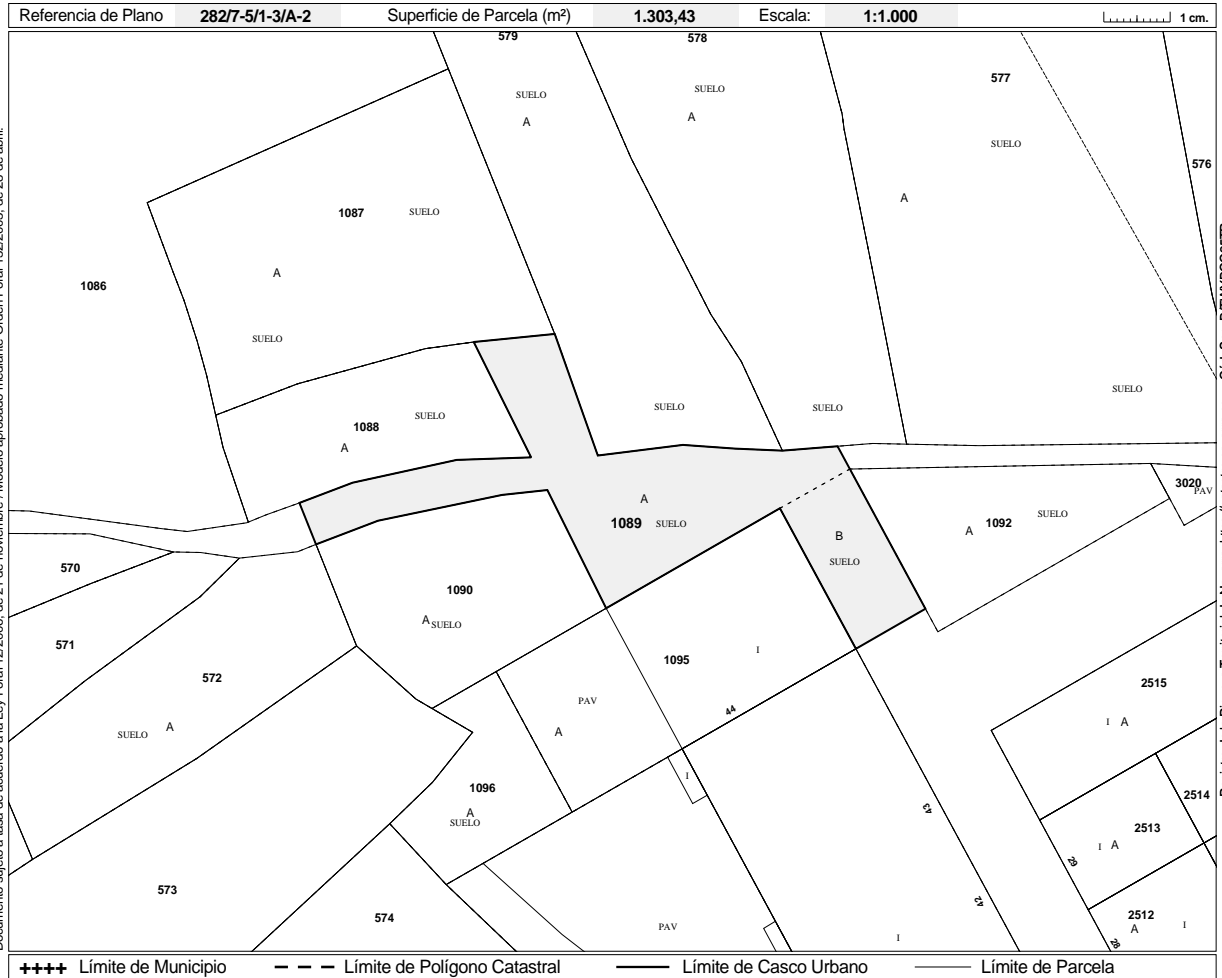 Referencia de Plano 282/7-5/1-3/A-2 Superficie de Parcela (m²) 1.303,43 Escala: 1:1.000 1 cm.
579
578
577
SUELO
SUELO
A
A
SUELO
576
A
1087 SUELO
A
1086
SUELO
SUELO
SUELO
SUELO
SUELO
1088
A
3020
PAV
A
1089 SUELO
SUELO
1092
A
B
SUELO
570
1090
A SUELO
571
1095
I
572
2515
PAV
44
I A
SUELO A
A
I
1096
2514
A
SUELO
43
2513
I A
29
573
42
2512
574
PAV
A
I
I
28
++++ Límite de Municipio – – – Límite de Polígono Catastral —— Límite de Casco Urbano —— Límite de Parcela